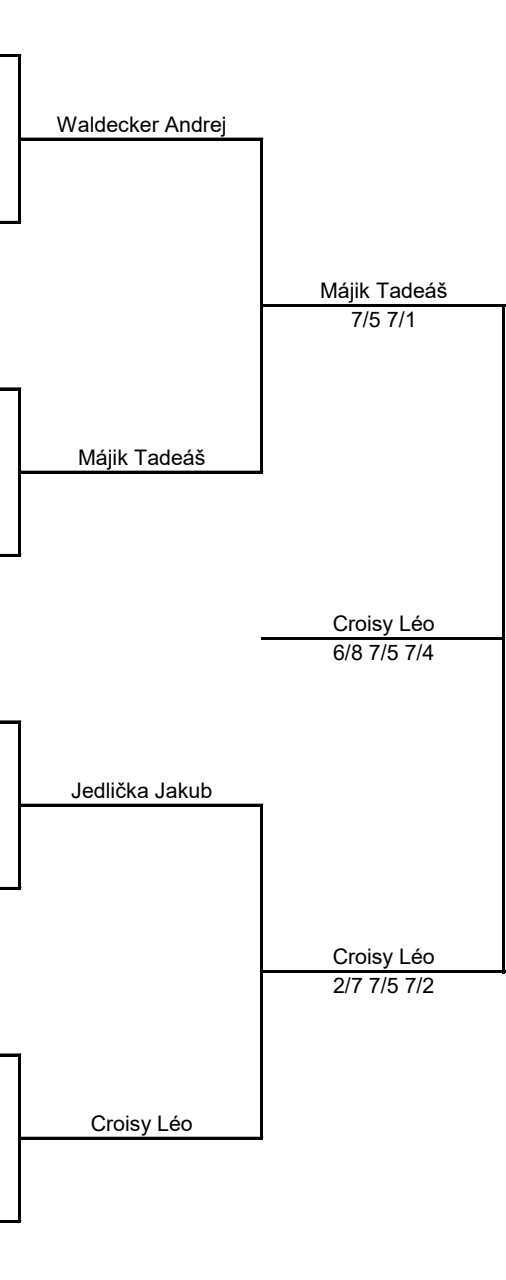 Waldecker Andrej
Májik Tadeáš
7/5 7/1
Májik Tadeáš
Croisy Léo
6/8 7/5 7/4
Jedlička Jakub
Croisy Léo
2/7 7/5 7/2
Croisy Léo